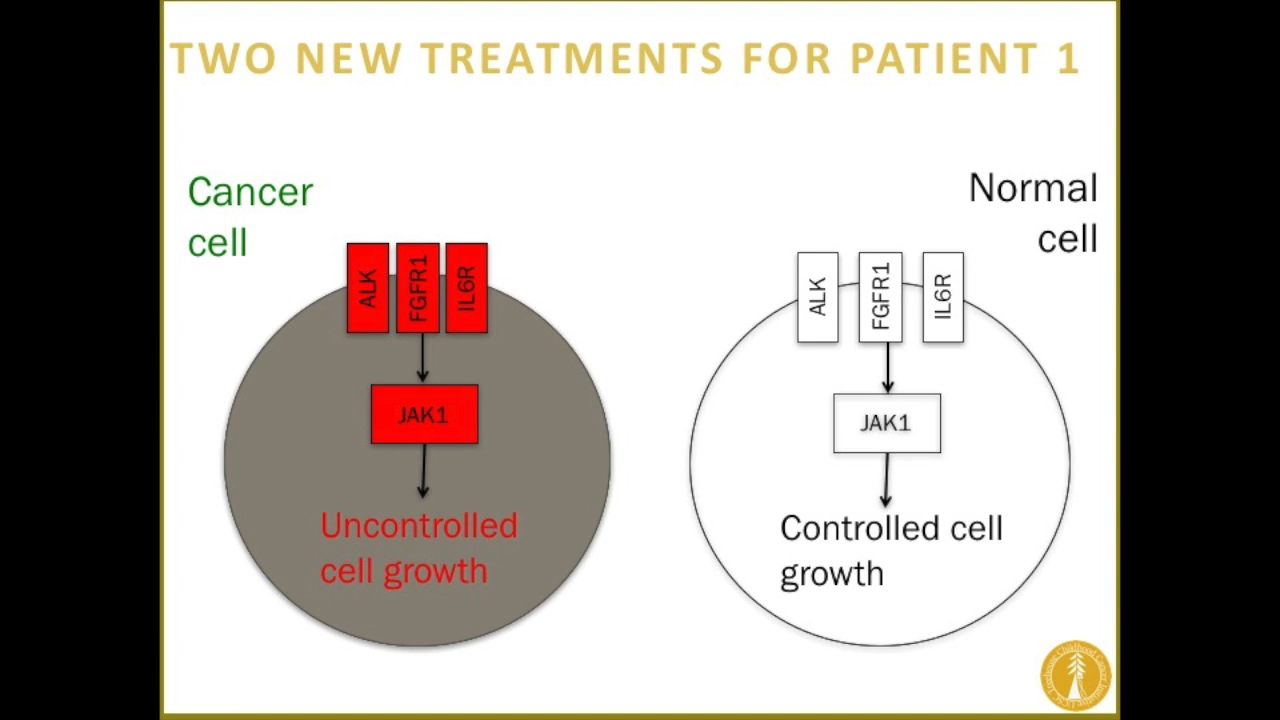 TWO NEW TREATMENTS FOR PATIENT 1
Cancer
cell
ALK
FGFR1
IL6R
JAK1
Uncontrolled
cell growth
Normal
cell
ALK
FGFR1
IL6R
JAK1
Controlled cell
growth